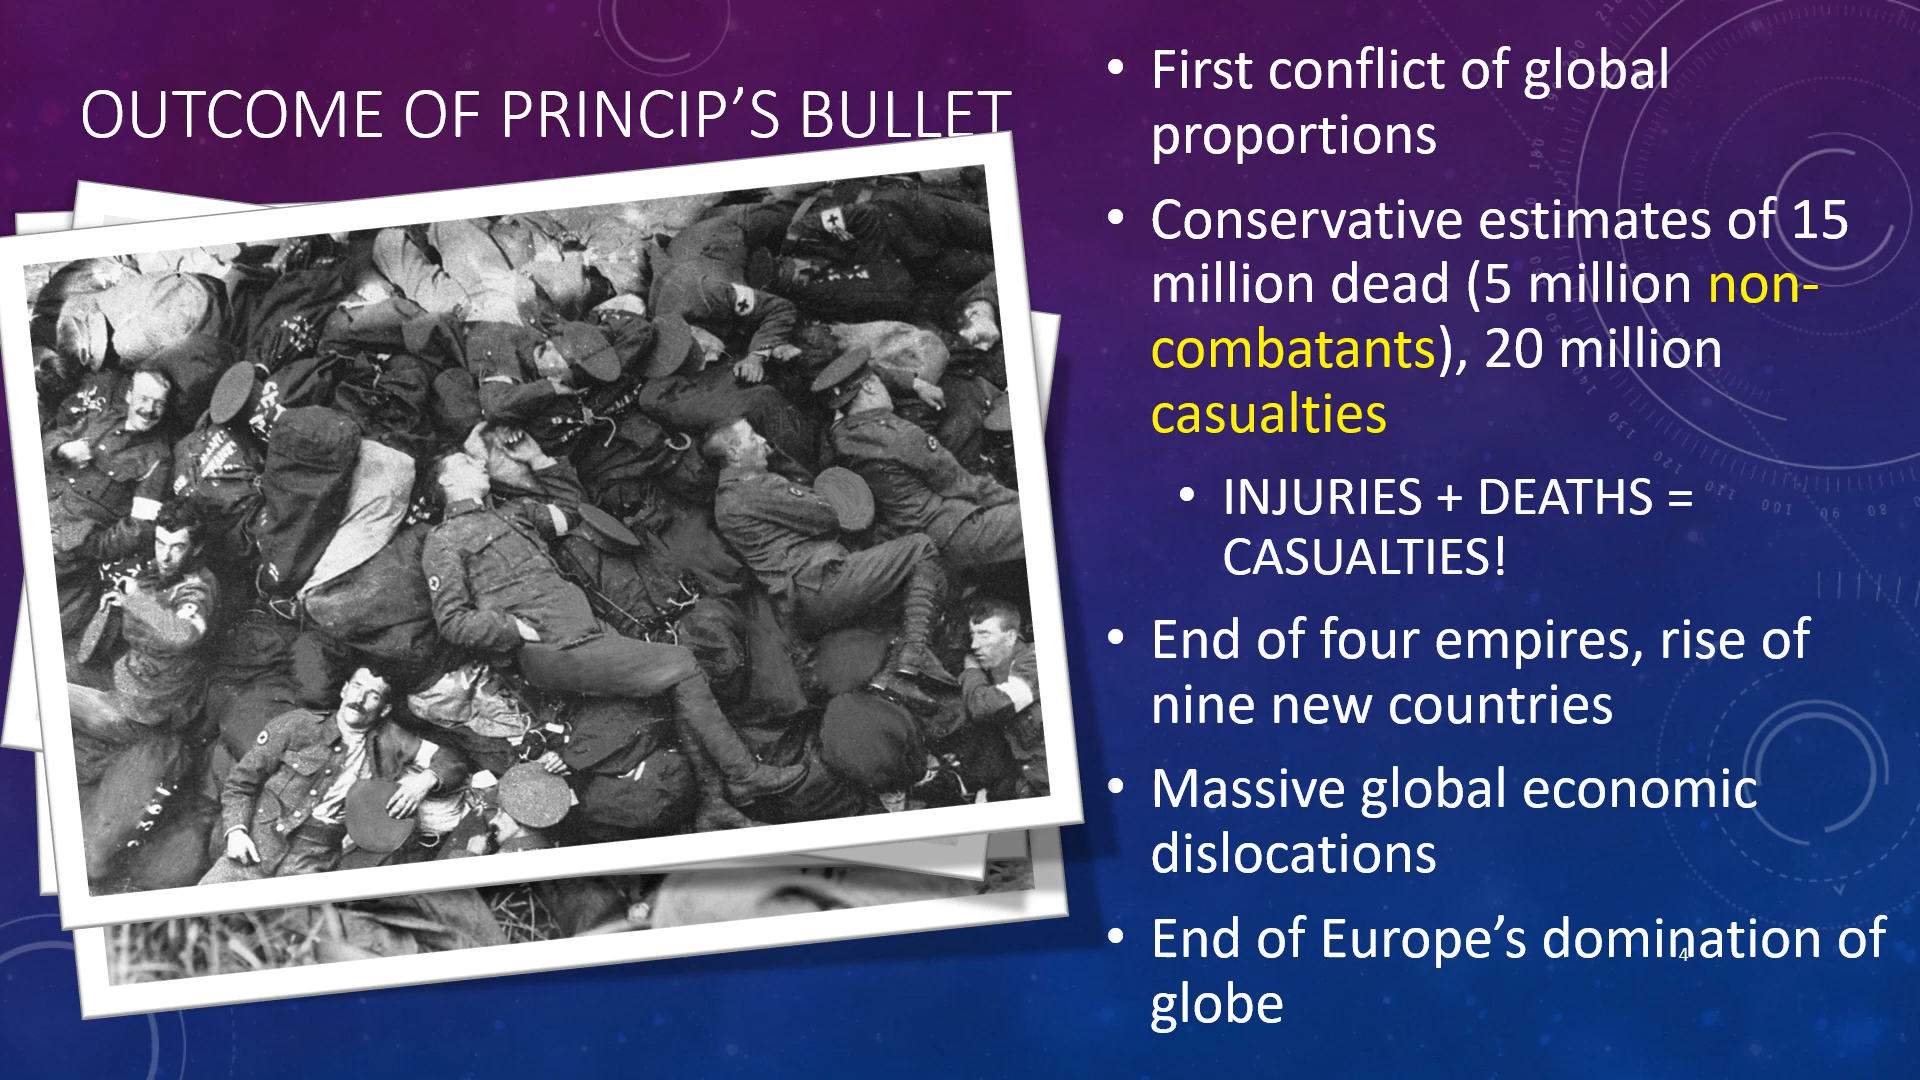 OUTCOME OF PRINCIP’S BULLET
• First conflict of global
proportions
• Conservative estimates of 15
million dead (5 million non-
combatants), 20 million
casualties
• INJURIES + DEATHS =
CASUALTIES!
• End of four empires, rise of
nine new countries
• Massive global economic
dislocations
• End of Europe’s domination of
globe
4